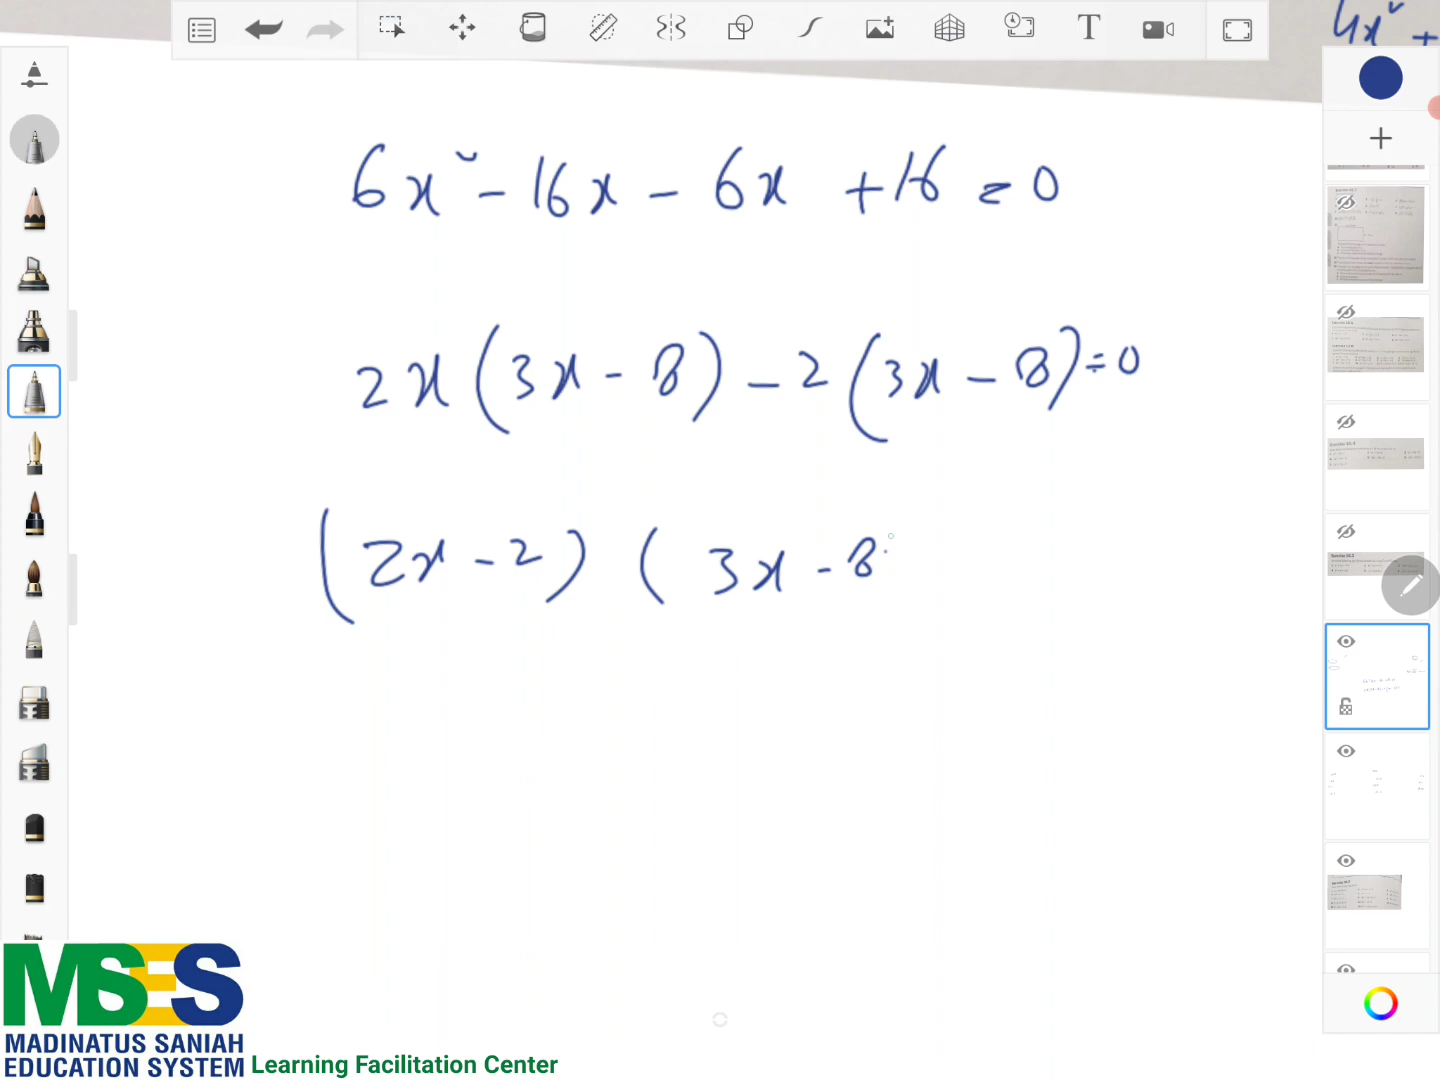 T
4x² +
6x² - 16x - 6x + 16 = 0
2x (3x - 8) - 2 (3x - 8) = 0
(2x - 2) (3x - 8
MSES
MADINATUS SANIAH
EDUCATION SYSTEM Learning Facilitation Center